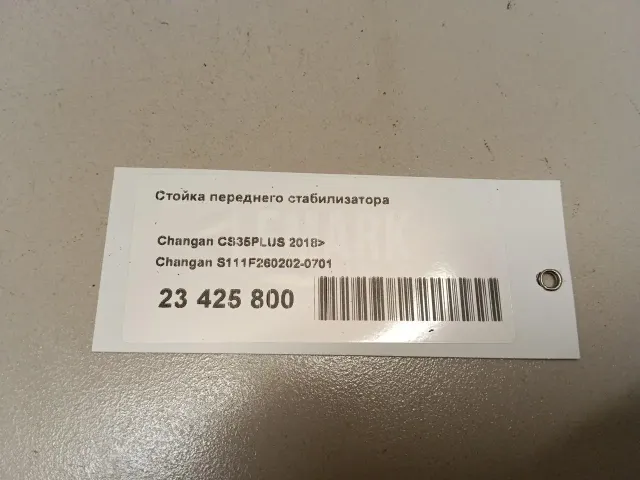 Стойка переднего стабилизатора
Changan CS35PLUS 2018>
Changan S111F260202-0701
23 425 800